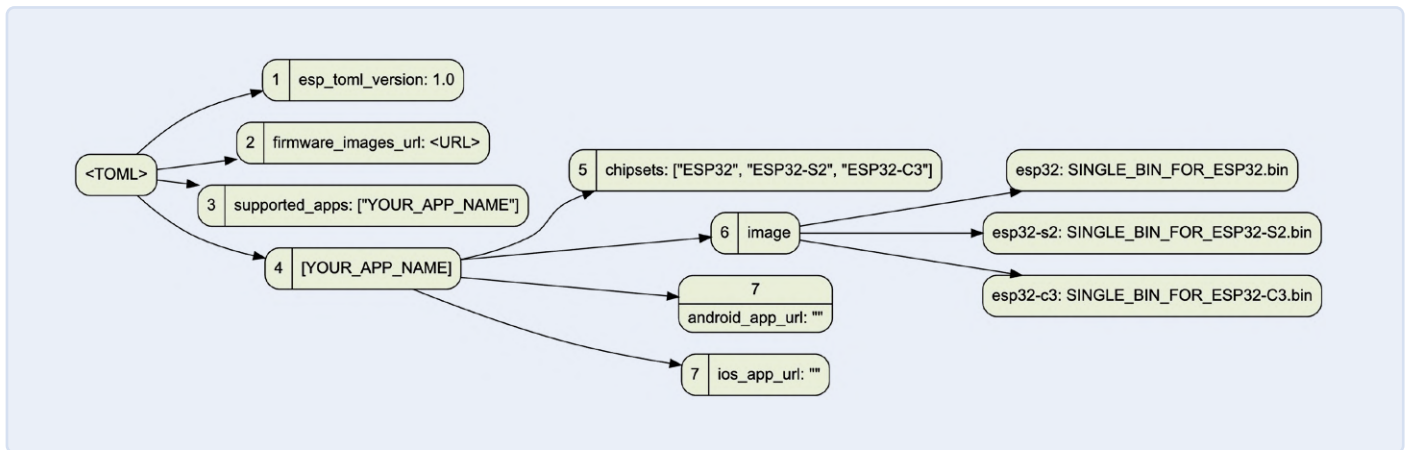 1 esp_toml_version: 1.0
2 firmware_images_url: <URL>
<TOML>
3 supported_apps: ["YOUR_APP_NAME"]
4 [YOUR_APP_NAME]
5 chipsets: ["ESP32", "ESP32-S2", "ESP32-C3"]
6 image
7
android_app_url: ""
7 ios_app_url: ""
esp32: SINGLE_BIN_FOR_ESP32.bin
esp32-s2: SINGLE_BIN_FOR_ESP32-S2.bin
esp32-c3: SINGLE_BIN_FOR_ESP32-C3.bin